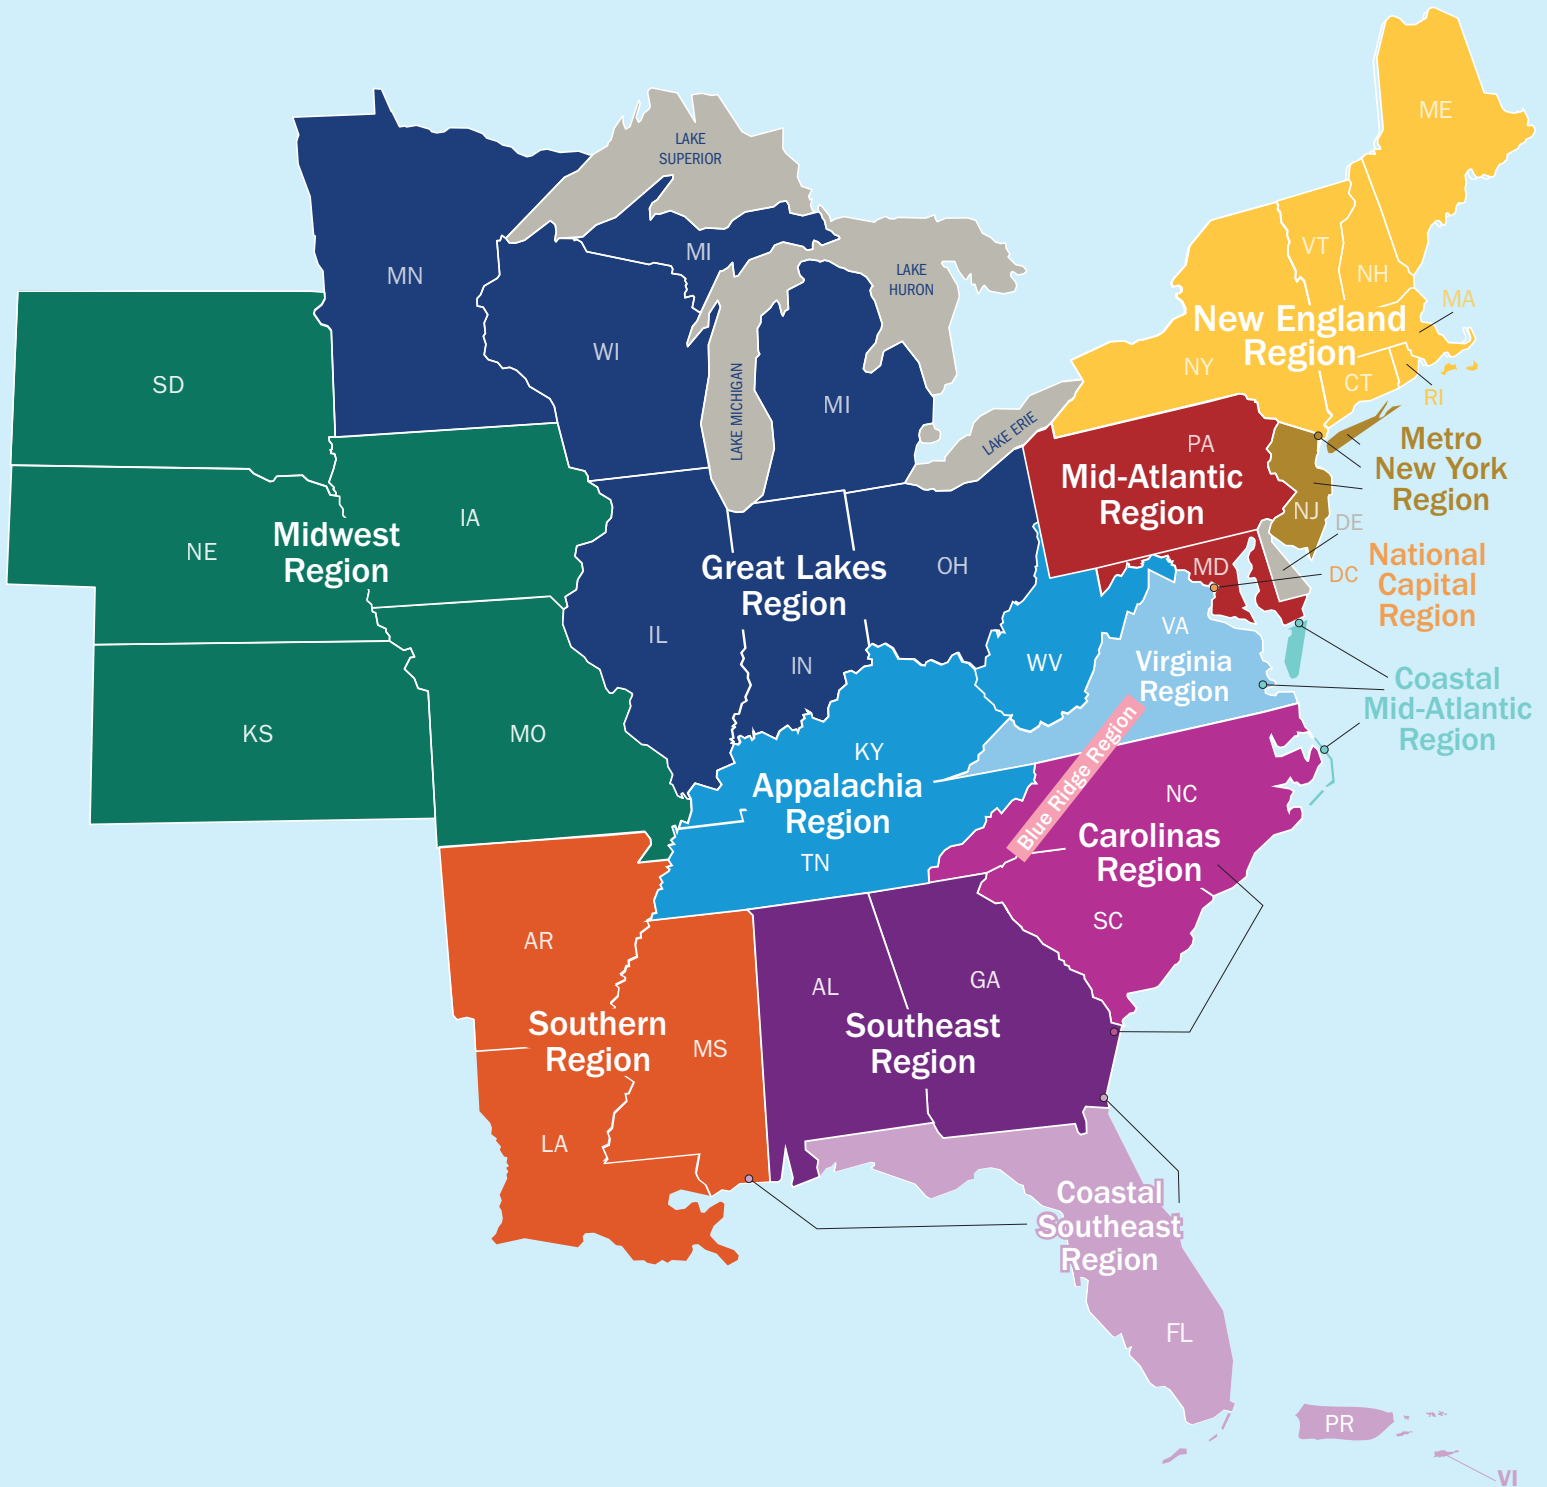 LAKE
SUPERIOR
ME
MN
MI
VT
LAKE
HURON
NH
MA
New England
Region
WI
SD
NY
CT
RI
MI
LAKE MICHIGAN
LAKE ERIE
PA
Metro
New York
Region
Mid-Atlantic
Region
NJ
DE
IA
Midwest
Region
NE
National
Capital
Region
DC
Great Lakes
Region
OH
MD
IL
IN
WV
VA
Virginia
Region
Coastal
Mid-Atlantic
Region
KS
MO
KY
Blue Ridge Region
Appalachia
Region
NC
Carolinas
Region
TN
SC
AR
AL
GA
Southern
Region
MS
Southeast
Region
LA
Coastal
Southeast
Region
FL
PR
VI